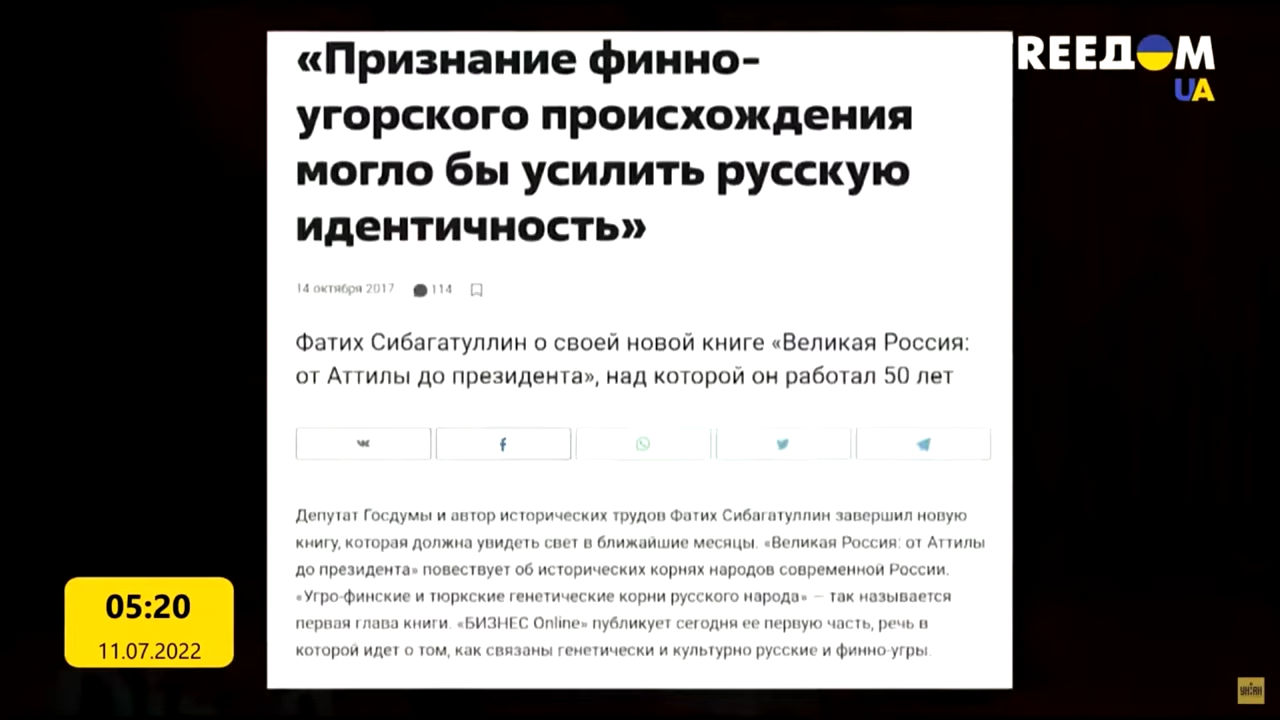 «Признание финно-
угорского происхождения
могло бы усилить русскую
идентичность»
14 октября 2017 114
Фатих Сибагатуллин о своей новой книге «Великая Россия:
от Аттилы до президента», над которой он работал 50 лет
Депутат Госдумы и автор исторических трудов Фатих Сибагатуллин завершил новую
книгу, которая должна увидеть свет в ближайшие месяцы. «Великая Россия: от Аттилы
до президента» повествует об исторических корнях народов современной России.
«Угро-финские и тюркские генетические корни русского народа» – так называется
первая глава книги. «БИЗНЕС Online» публикует сегодня ее первую часть, речь в
которой идет о том, как связаны генетически и культурно русские и финно-угры.
RЕЕДОМ
UA
05:20
11.07.2022
УНІАН